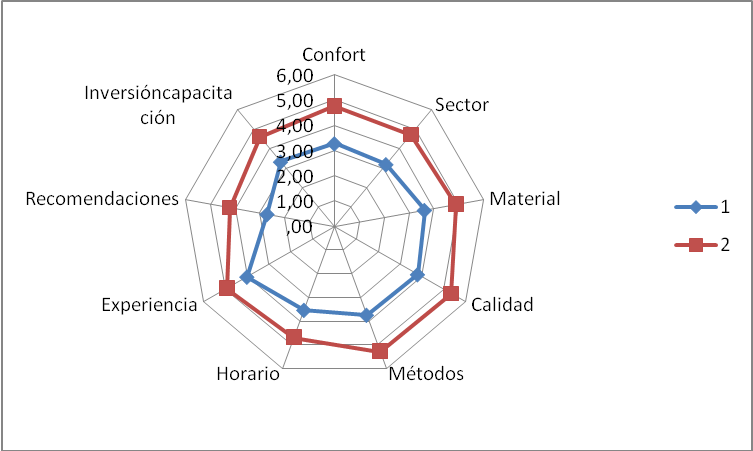 Confort
6,00
5,00
4,00
3,00
2,00
1,00
,00
Sector
Material
Calidad
Métodos
Horario
Experiencia
Recomendaciones
Inversióncapacita
ción
1
2